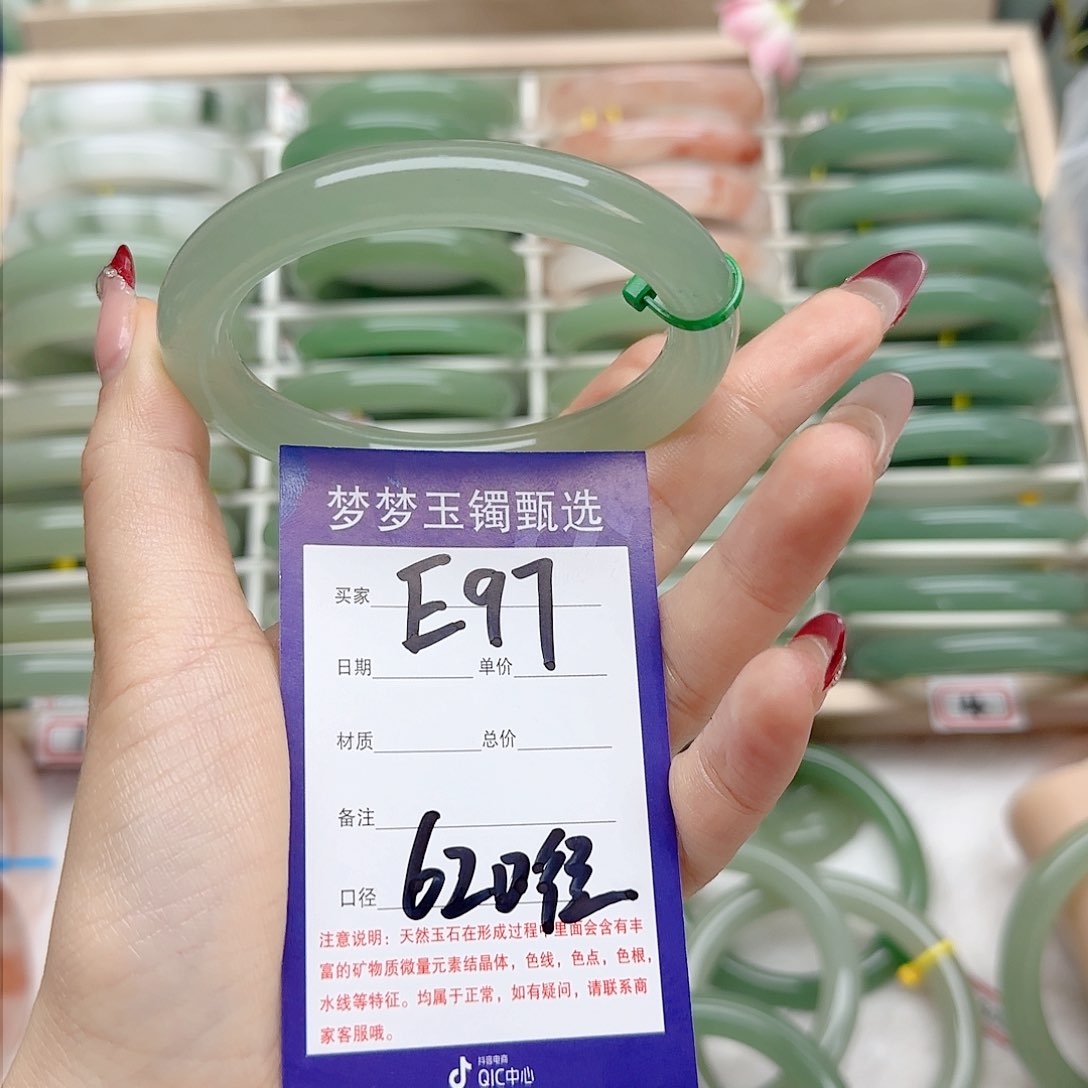 梦梦玉镯甄选
买家 E97
日期 单价
材质 总价
备注
口径 62口径
注意说明：天然玉石在形成过程中里面会含有丰
富的矿物质微量元素结晶体，色线，色点，色根，
水线等特征。均属于正常，如有疑问，请联系商
家客服哦。
抖音电商
QIC中心